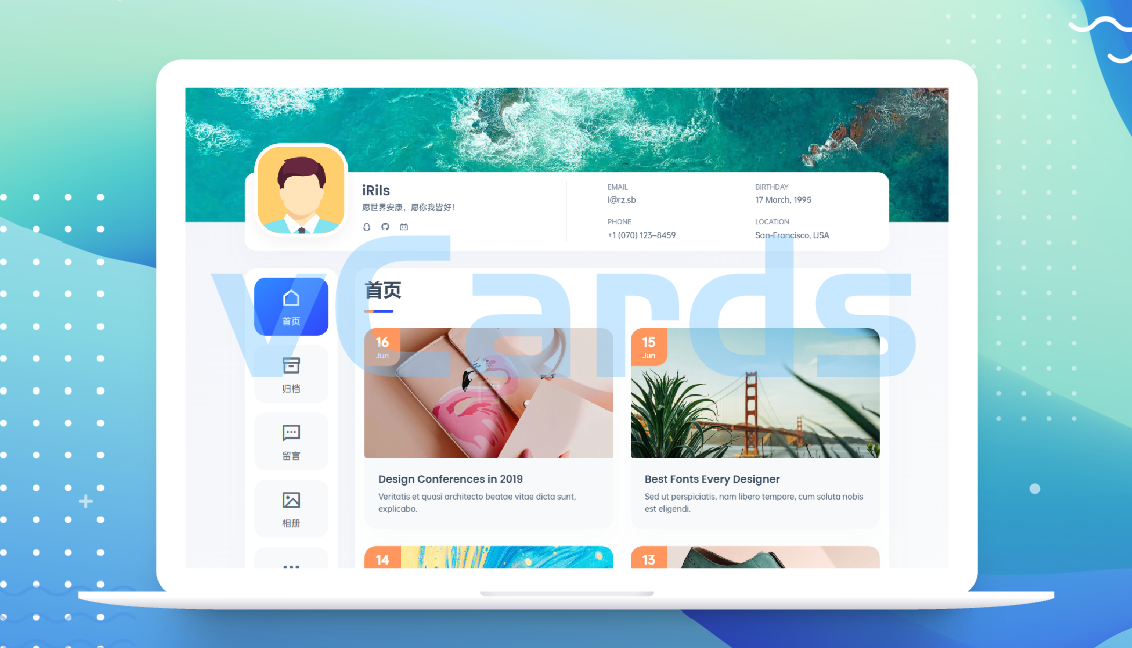 iRils
愿世界安康，愿你我皆好！
EMAIL
i@rz.sb
BIRTHDAY
17 March, 1995
PHONE
+1 (070) 123-8459
LOCATION
San-Francisco, USA
vCards
首页
归档
留言
相册
首页
16
Jun
Design Conferences in 2019
Veritatis et quasi architecto beatae vitae dicta sunt,
explicabo.
15
Jun
Best Fonts Every Designer
Sed ut perspiciatis, nam libero tempore, cum soluta nobis
est eligendi.
14
13